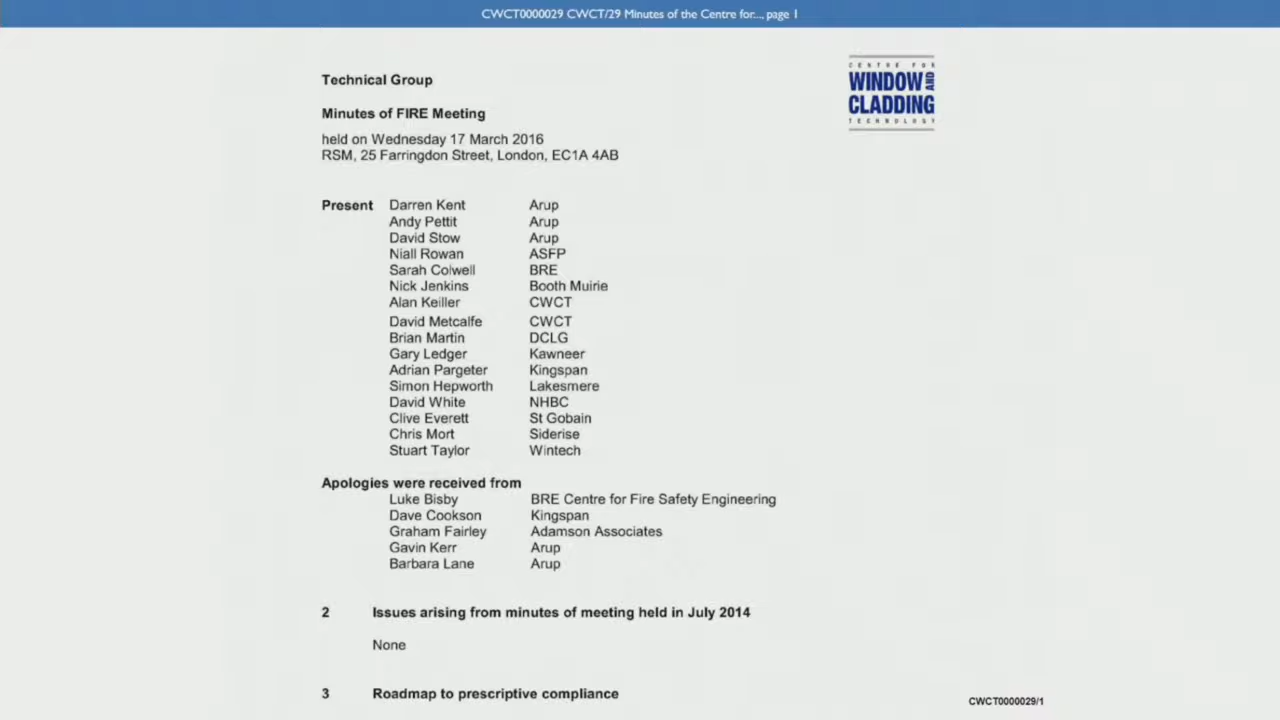 CWCT0000029 CWCT/29 Minutes of the Centre for..., page 1
CENTRE FOR
WINDOW AND
CLADDING
TECHNOLOGY
Technical Group
Minutes of FIRE Meeting
held on Wednesday 17 March 2016
RSM, 25 Farringdon Street, London, EC1A 4AB
Present Darren Kent Arup
Andy Pettit Arup
David Stow Arup
Niall Rowan ASFP
Sarah Colwell BRE
Nick Jenkins Booth Muirie
Alan Keiller CWCT
David Metcalfe CWCT
Brian Martin DCLG
Gary Ledger Kawneer
Adrian Pargeter Kingspan
Simon Hepworth Lakesmere
David White NHBC
Clive Everett St Gobain
Chris Mort Siderise
Stuart Taylor Wintech
Apologies were received from
Luke Bisby BRE Centre for Fire Safety Engineering
Dave Cookson Kingspan
Graham Fairley Adamson Associates
Gavin Kerr Arup
Barbara Lane Arup
2 Issues arising from minutes of meeting held in July 2014
None
3 Roadmap to prescriptive compliance
CWCT0000029/1